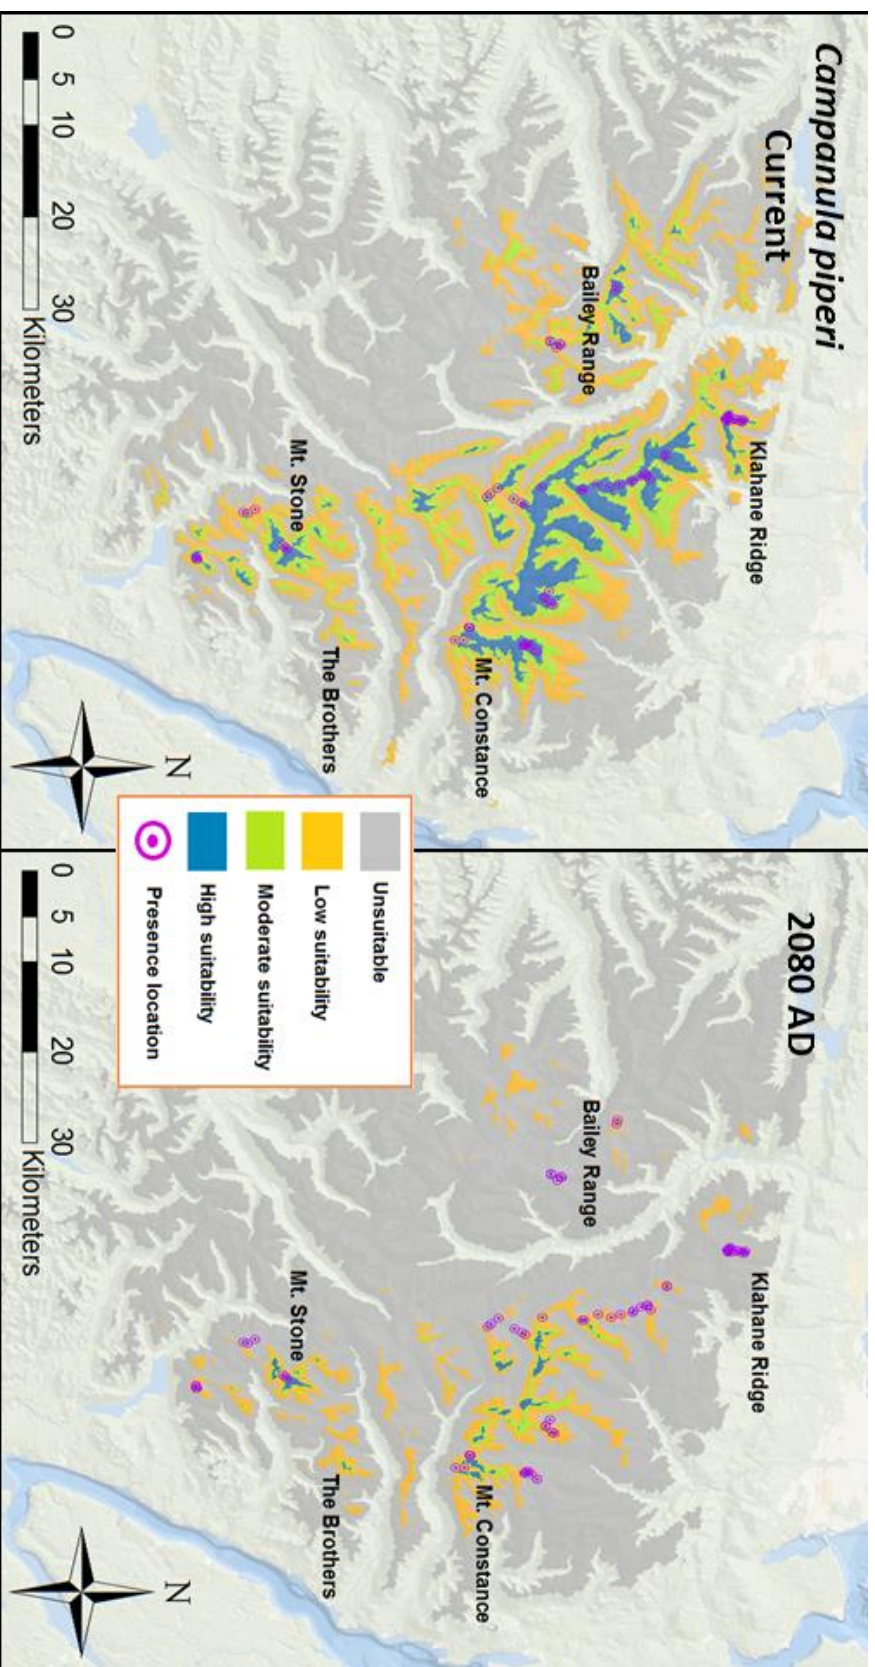 Campanula piperi
Current
Klahane Ridge
Bailey Range
Mt. Constance
The Brothers
Mt. Stone
N
0 5 10 20 30
Kilometers
Unsuitable
Low suitability
Moderate suitability
High suitability
Presence location
2080 AD
Klahane Ridge
Bailey Range
Mt. Constance
The Brothers
Mt. Stone
N
0 5 10 20 30
Kilometers